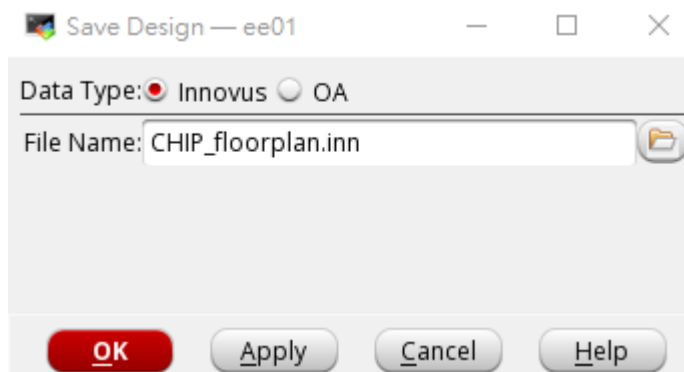 Save Design — ee01
Data Type: Innovus OA
File Name: CHIP_floorplan.inn
OK Apply Cancel Help